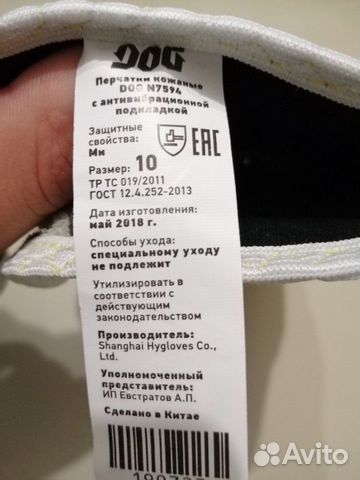 DOG
Перчатки кожаные
DOG N7594
с антивибрационной
подкладкой
Защитные
свойства:
Ми
EAC
Размер: 10
ТР ТС 019/2011
ГОСТ 12.4.252-2013
Дата изготовления:
май 2018 г.
Способы ухода:
специальному уходу
не подлежит
Утилизировать в
соответствии с
действующим
законодательством
Производитель:
Shanghai Hygloves Co.,
Ltd.
Уполномоченный
представитель:
ИП Евстратов А.П.
Сделано в Китае
Avito